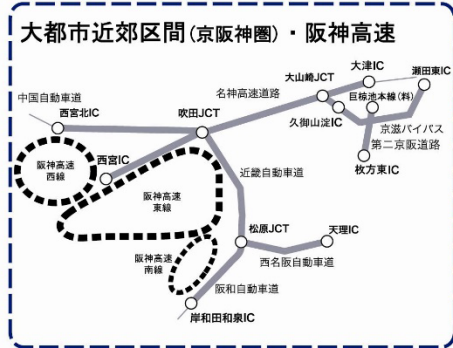 大都市近郊区間(京阪神圏)・阪神高速
大津IC
瀬田東IC
大山崎JCT
中国自動車道
名神高速道路
巨椋池本線(料)
西宮北IC
吹田JCT
久御山淀IC
京滋バイパス
第二京阪道路
阪神高速
西線
西宮IC
枚方東IC
近畿自動車道
阪神高速
東線
松原JCT
天理IC
阪神高速
南線
西名阪自動車道
阪和自動車道
岸和田和泉IC